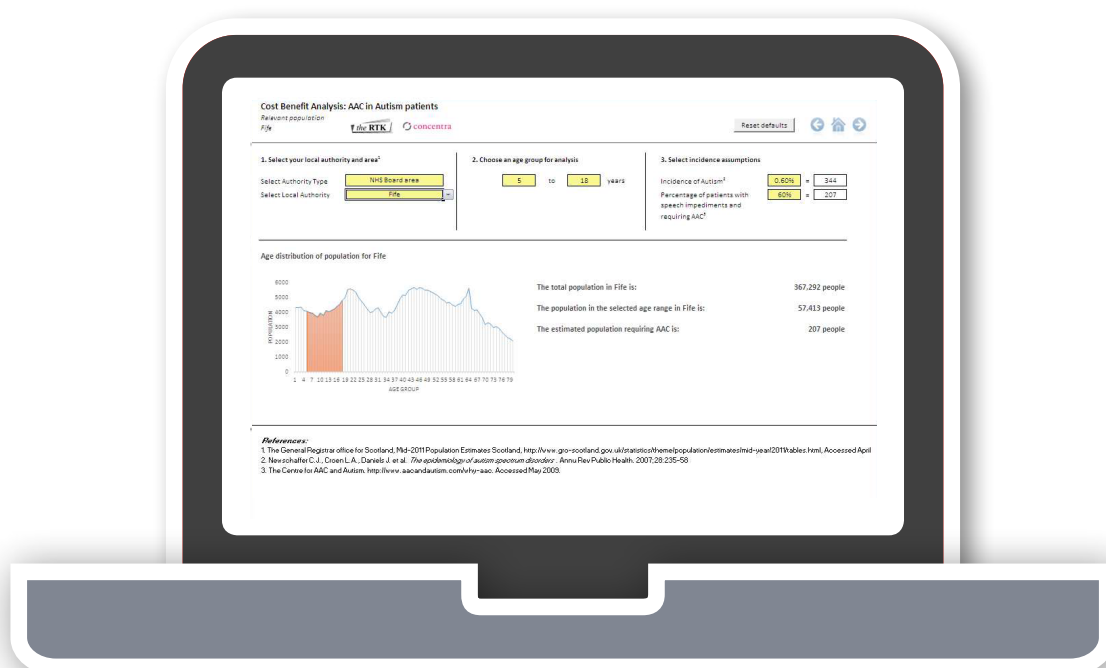 Cost Benefit Analysis: AAC in Autism patients
Relevant population
Fife
the RTK
concentra
Reset defaults
1. Select your local authority and area1
Select Authority Type NHS Board area
Select Local Authority Fife
2. Choose an age group for analysis
5 to 18 years
3. Select incidence assumptions
Incidence of Autism2 0.60% = 344
Percentage of patients with 60% = 207
speech impediments and
requiring AAC3
Age distribution of population for Fife
6000
5000
4000
3000
2000
1000
0
POPULATION
1 4 7 10 13 16 19 22 25 28 31 34 37 40 43 46 49 52 55 58 61 64 67 70 73 76 79
AGE GROUP
The total population in Fife is: 367,292 people
The population in the selected age range in Fife is: 57,413 people
The estimated population requiring AAC is: 207 people
References:
1. The General Registrar office for Scotland, Mid-2011 Population Estimates Scotland, http://www.gro-scotland.gov.uk/statistics/theme/population/estimates/mid-year/2011/tables.html, Accessed April
2. Newschaffer C.J., Croen L.A., Daniels J. et al. The epidemiology of autism spectrum disorders. Annu Rev Public Health. 2007;28:235-58
3. The Centre for AAC and Autism. http://www.aacandautism.com/why-aac. Accessed May 2009.